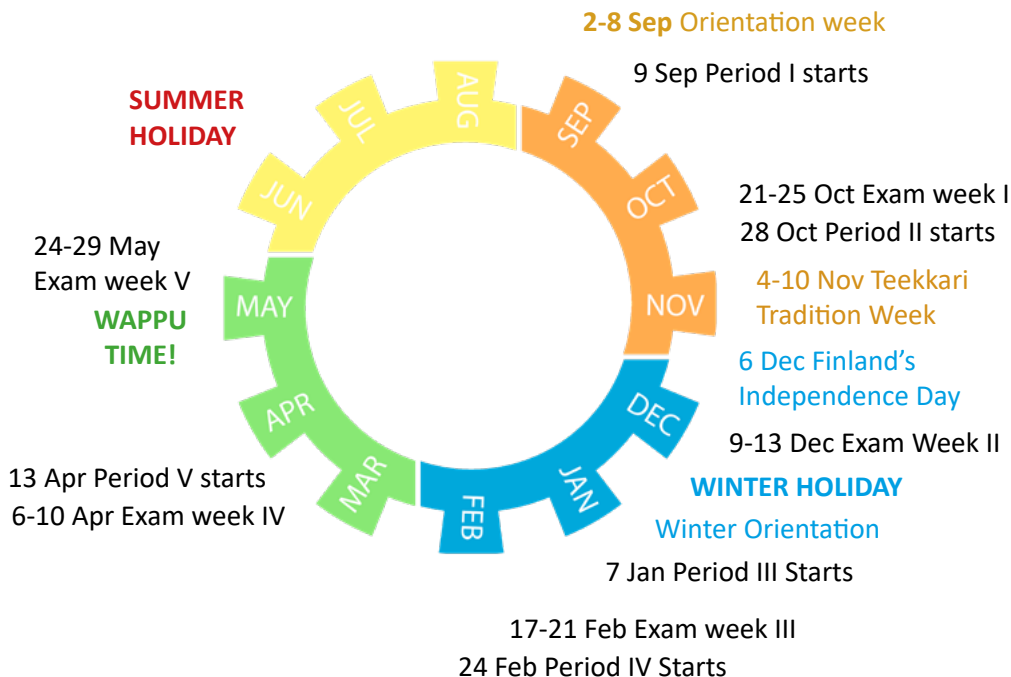 2-8 Sep Orientation week
9 Sep Period I starts
SUMMER
HOLIDAY
AUG
JUL
SEP
JUN
OCT
21-25 Oct Exam week I
28 Oct Period II starts
24-29 May
Exam week V
MAY
NOV
4-10 Nov Teekkari
Tradition Week
WAPPU
TIME!
6 Dec Finland's
Independence Day
APR
DEC
9-13 Dec Exam Week II
13 Apr Period V starts
6-10 Apr Exam week IV
MAR
FEB
JAN
WINTER HOLIDAY
Winter Orientation
7 Jan Period III Starts
17-21 Feb Exam week III
24 Feb Period IV Starts